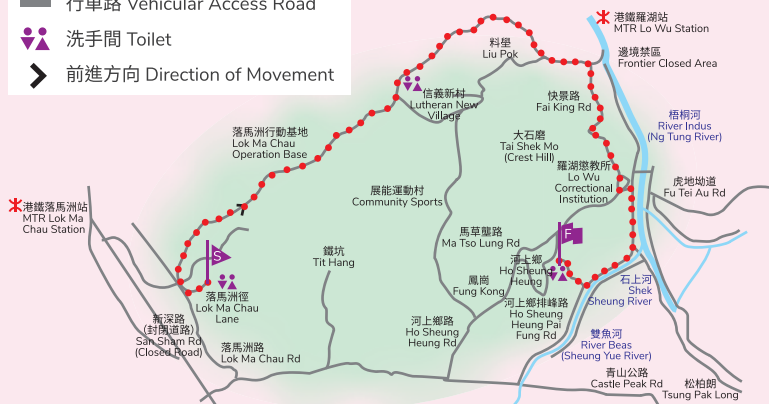 行車路 Vehicular Access Road
洗手間 Toilet
前進方向 Direction of Movement
港鐵羅湖站
MTR Lo Wu Station
料壆
Liu Pok
邊境禁區
Frontier Closed Area
信義新村
Lutheran New
Village
快景路
Fai King Rd
梧桐河
River Indus
(Ng Tung River)
落馬洲行動基地
Lok Ma Chau
Operation Base
大石磨
Tai Shek Mo
(Crest Hill)
羅湖懲教所
Lo Wu
Correctional
Institution
虎地坳道
Fu Tei Au Rd
展能運動村
Community Sports
港鐵落馬洲站
MTR Lok Ma
Chau Station
馬草壟路
Ma Tso Lung Rd
F
S
鐵坑
Tit Hang
河上鄉
Ho Sheung
Heung
鳳崗
Fung Kong
石上河
Shek
Sheung River
落馬洲徑
Lok Ma Chau
Lane
河上鄉排峰路
Ho Sheung
Heung Pai
Fung Rd
新深路
(封閉道路)
San Sham Rd
(Closed Road)
河上鄉路
Ho Sheung
Heung Rd
雙魚河
River Beas
(Sheung Yue River)
落馬洲路
Lok Ma Chau Rd
青山公路
Castle Peak Rd
松柏朗
Tsung Pak Long